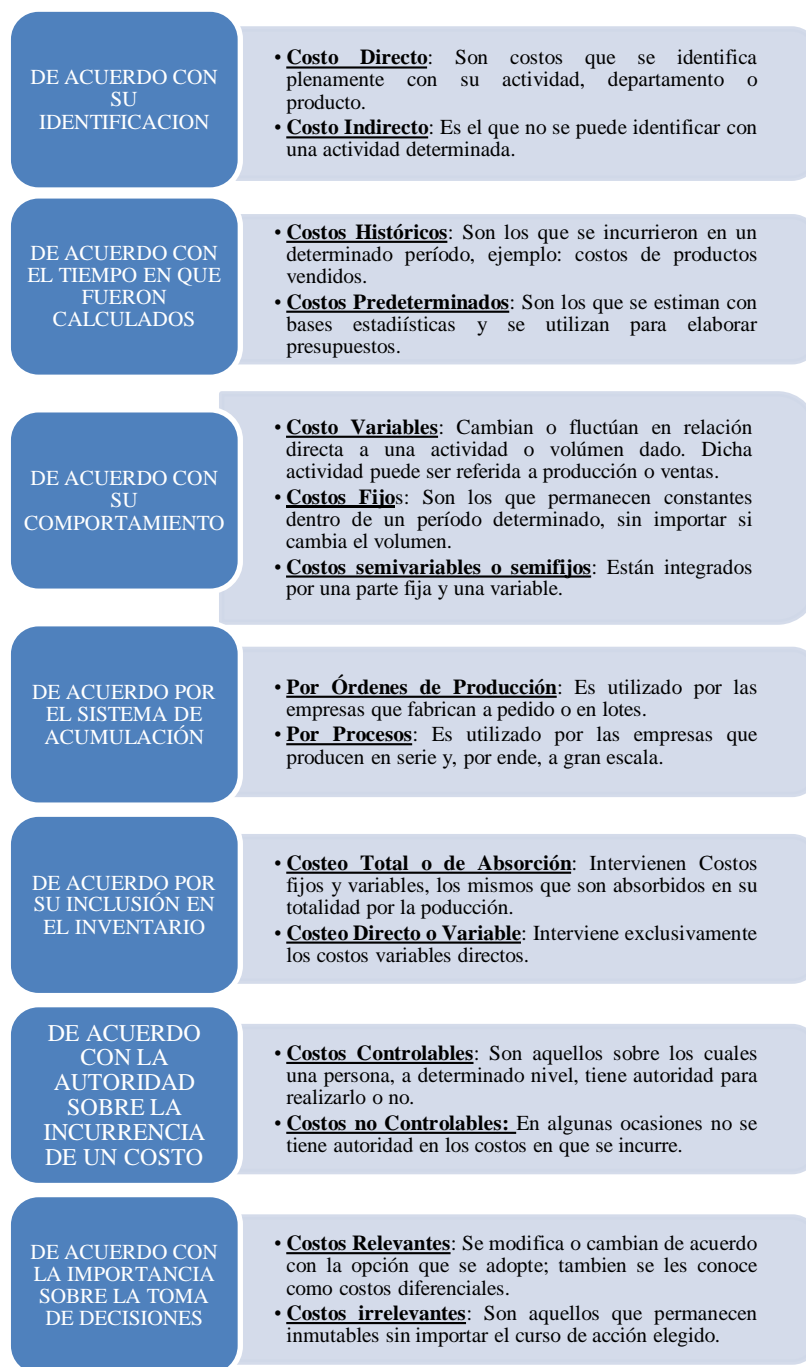 DE ACUERDO CON
SU
IDENTIFICACION
• Costo Directo: Son costos que se identifica
plenamente con su actividad, departamento o
producto.
• Costo Indirecto: Es el que no se puede identificar con
una actividad determinada.
DE ACUERDO CON
EL TIEMPO EN QUE
FUERON
CALCULADOS
• Costos Históricos: Son los que se incurrieron en un
determinado período, ejemplo: costos de productos
vendidos.
• Costos Predeterminados: Son los que se estiman con
bases estadiísticas y se utilizan para elaborar
presupuestos.
DE ACUERDO CON
SU
COMPORTAMIENTO
• Costo Variables: Cambian o fluctúan en relación
directa a una actividad o volúmen dado. Dicha
actividad puede ser referida a producción o ventas.
• Costos Fijos: Son los que permanecen constantes
dentro de un período determinado, sin importar si
cambia el volumen.
• Costos semivariables o semifijos: Están integrados
por una parte fija y una variable.
DE ACUERDO POR
EL SISTEMA DE
ACUMULACIÓN
• Por Órdenes de Producción: Es utilizado por las
empresas que fabrican a pedido o en lotes.
• Por Procesos: Es utilizado por las empresas que
producen en serie y, por ende, a gran escala.
DE ACUERDO POR
SU INCLUSIÓN EN
EL INVENTARIO
• Costeo Total o de Absorción: Intervienen Costos
fijos y variables, los mismos que son absorbidos en su
totalidad por la poducción.
• Costeo Directo o Variable: Interviene exclusivamente
los costos variables directos.
DE ACUERDO
CON LA
AUTORIDAD
SOBRE LA
INCURRENCIA
DE UN COSTO
• Costos Controlables: Son aquellos sobre los cuales
una persona, a determinado nivel, tiene autoridad para
realizarlo o no.
• Costos no Controlables: En algunas ocasiones no se
tiene autoridad en los costos en que se incurre.
DE ACUERDO CON
LA IMPORTANCIA
SOBRE LA TOMA
DE DECISIONES
• Costos Relevantes: Se modifica o cambian de acuerdo
con la opción que se adopte; tambien se les conoce
como costos diferenciales.
• Costos irrelevantes: Son aquellos que permanecen
inmutables sin importar el curso de acción elegido.